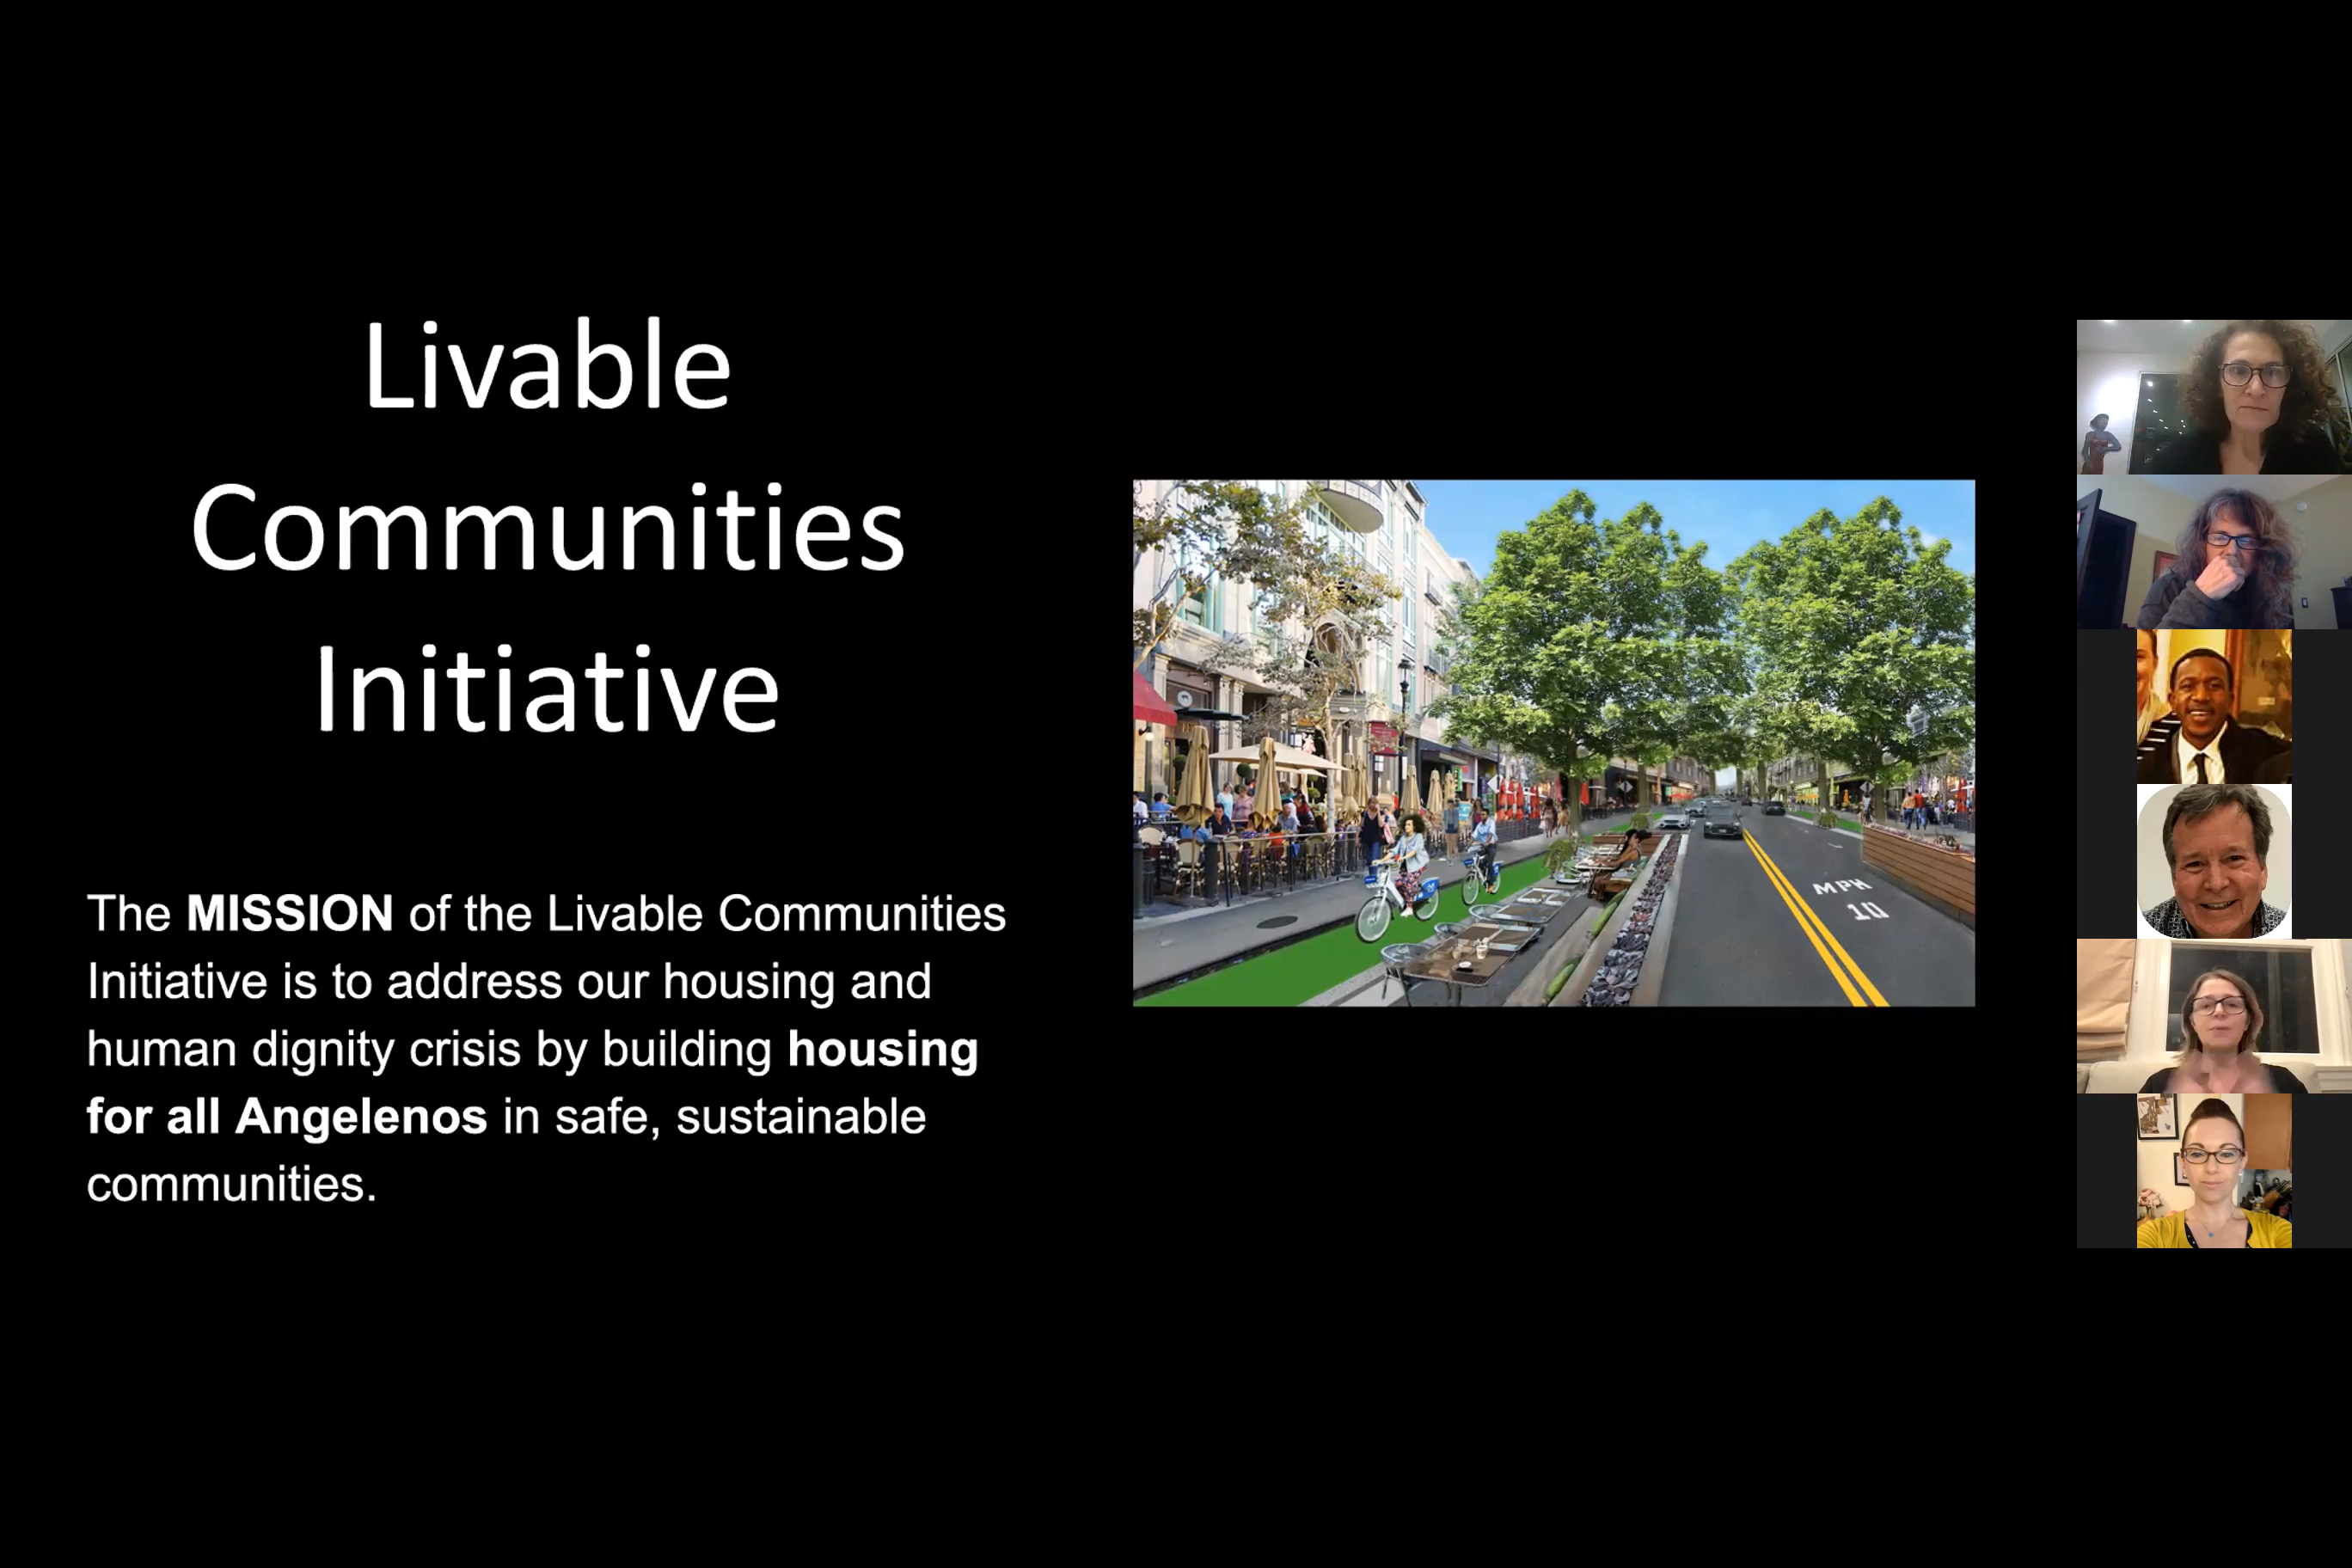 Livable
Communities
Initiative
The MISSION of the Livable Communities
Initiative is to address our housing and
human dignity crisis by building housing
for all Angelenos in safe, sustainable
communities.
MPH
10